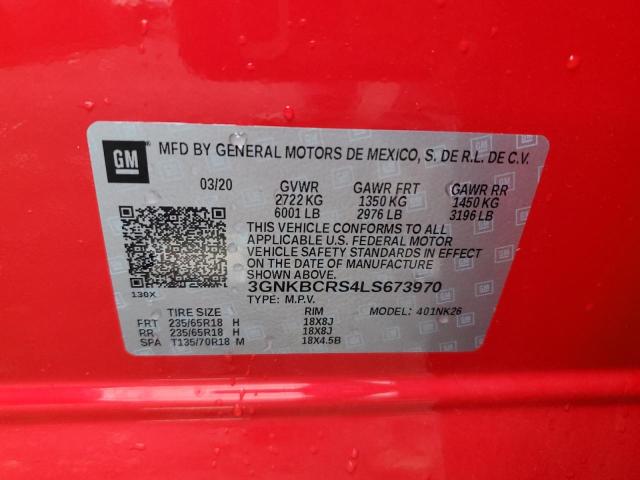 GM MFD BY GENERAL MOTORS DE MEXICO, S. DE R.L. DE C.V.
03/20 GVWR GAWR FRT GAWR RR
2722 KG 1350 KG 1450 KG
6001 LB 2976 LB 3196 LB
THIS VEHICLE CONFORMS TO ALL
APPLICABLE U.S. FEDERAL MOTOR
VEHICLE SAFETY STANDARDS IN EFFECT
ON THE DATE OF MANUFACTURE
SHOWN ABOVE.
3GNKBCRS4LS673970
130X TYPE: M.P.V.
TIRE SIZE RIM MODEL: 401NK26
FRT 235/65R18 H 18X8J
RR 235/65R18 H 18X8J
SPA T135/70R18 M 18X4.5B